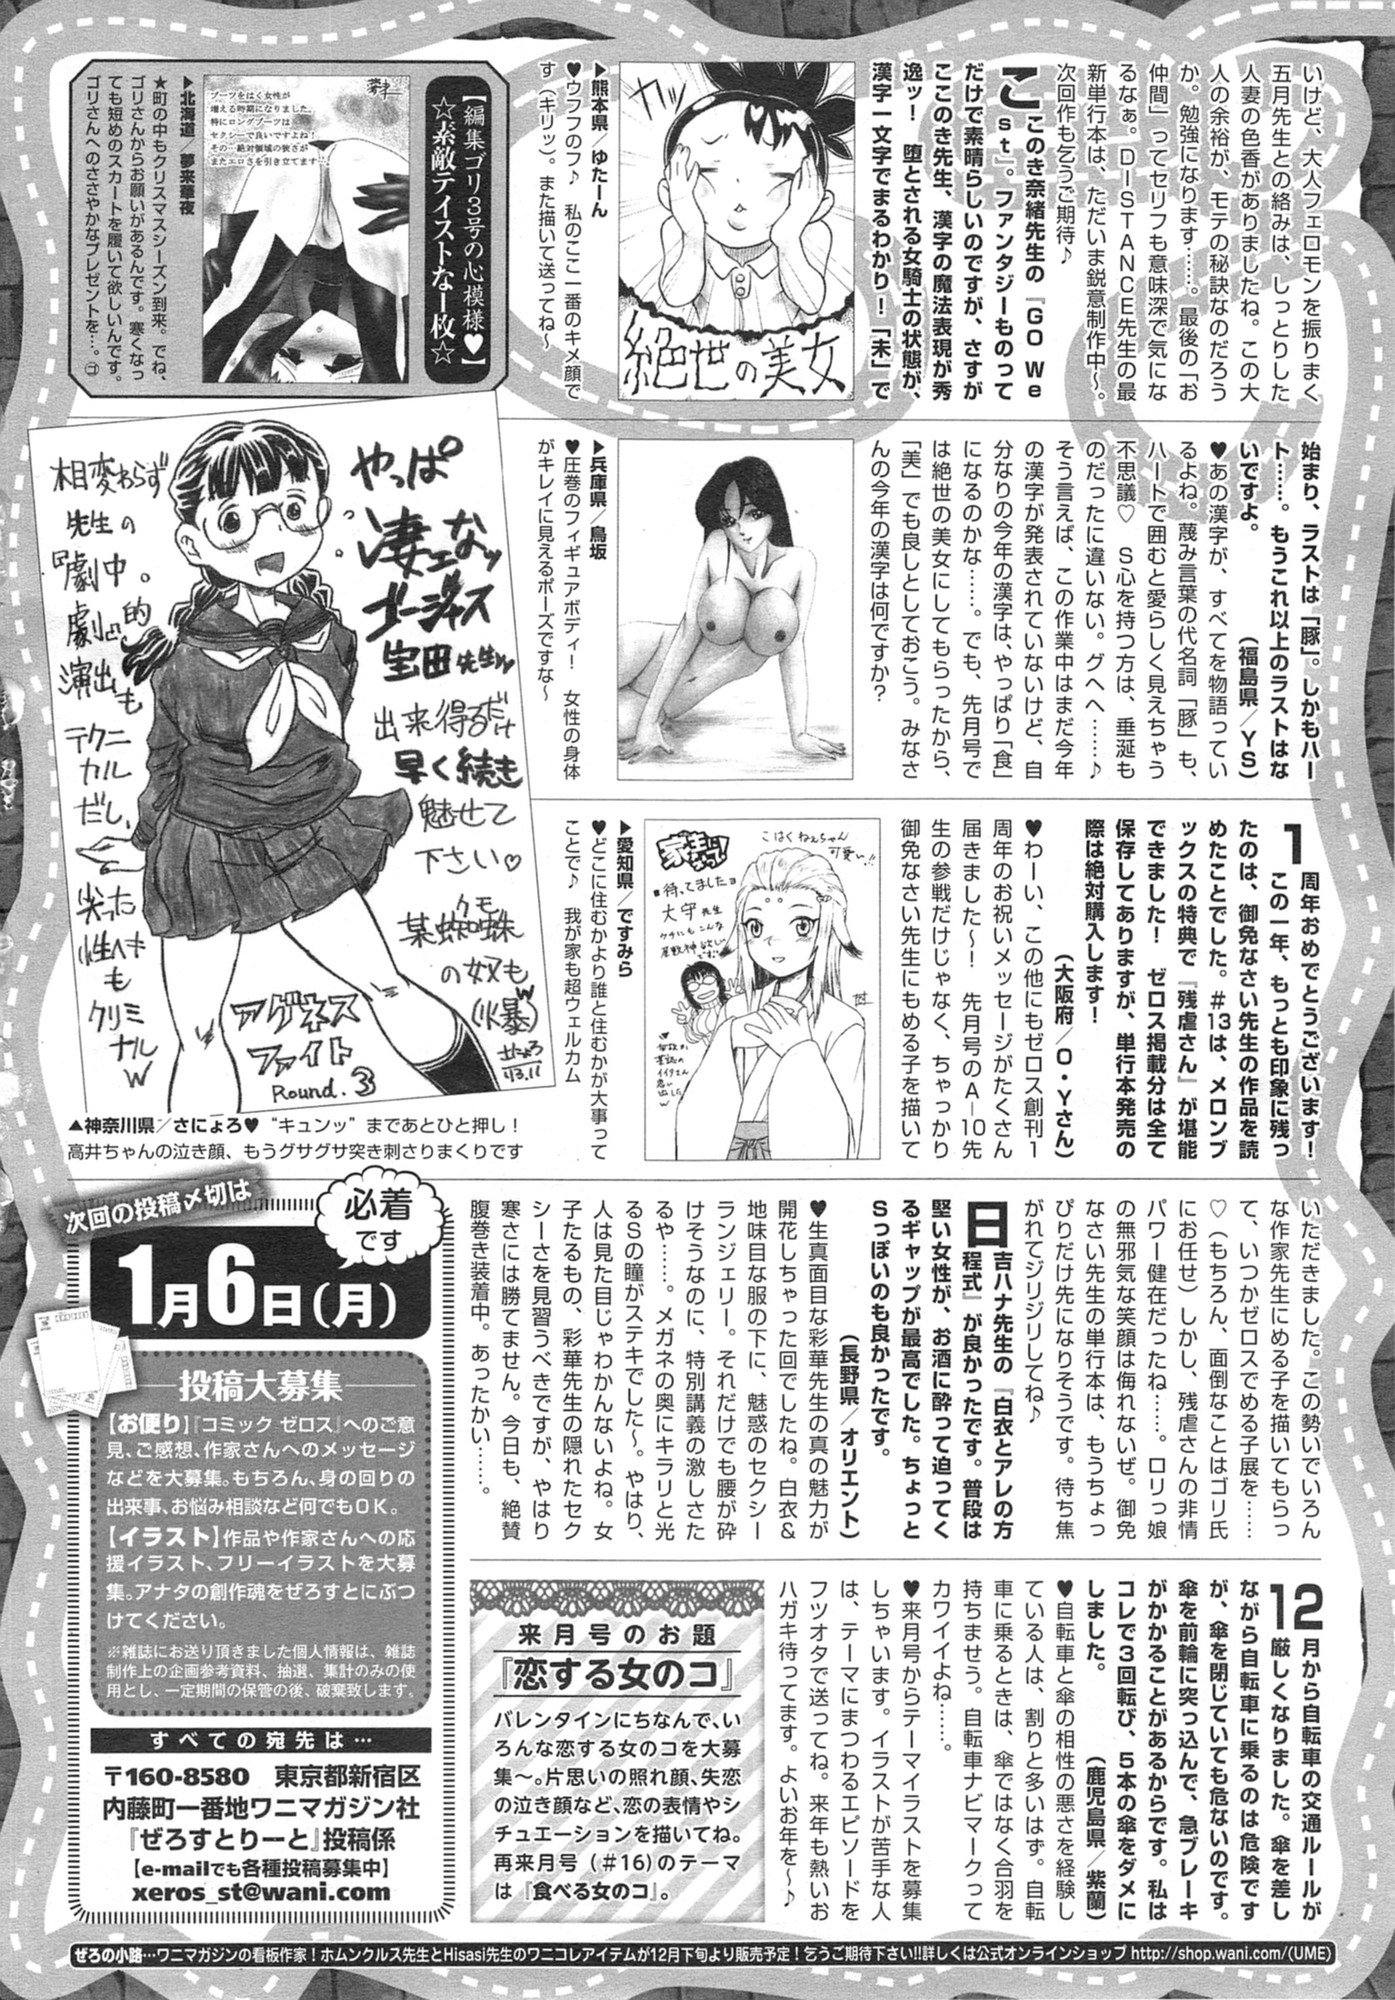 いけど、大人フェロモンを振りまく
五月先生との絡みは、しっとりした
人妻の色香がありましたね。この大
人の余裕が、モテの秘訣なのだろう
か。勉強になります……。最後の「お
仲間」ってセリフも意味深で気にな
るなぁ。DISTANCE先生の最
新単行本は、ただいま鋭意制作中〜。
次回作も乞うご期待♪
このき奈緒先生の『GO We
st』。ファンタジーものって
だけで素晴らしいのですが、さすが
ここのき先生、漢字の魔法表現が秀
逸ッ！ 堕とされる女騎士の状態が、
漢字一文字でまるわかり！「未」で
ガッ
絶世の美女
▶熊本県／ゆたーん
♥ウフフのフ♪ 私のここ一番のキメ顔で
す（キリッ）。また描いて送ってね〜
【編集ゴリ3号の心模様♥】
☆素敵テイストな一枚☆
ブーツをはく女性が
増える時期になりました。
特にロングブーツは
セクシーで良いですよね！
その…絶対領域の狭さが
またエロさを引き立てます…
▶北海道／夢来華夜
★町の中もクリスマスシーズン到来。でね、
ゴリさんからお願いがあるんです。寒くなっ
ても短めのスカートを履いて欲しいんです。
ゴリさんへのささやかなプレゼントを…。㋙
始まり、ラストは「豚」。しかもハー
ト……。もうこれ以上のラストはな
いですよ。（福島県／YS）
♥あの漢字が、すべてを物語ってい
るよね。蔑み言葉の代名詞「豚」も、
ハートで囲むと愛らしく見えちゃう
不思議♡ S心を持つ方は、垂涎も
のだったに違いない。グヘヘ……♪
そう言えば、この作業中はまだ今年
の漢字が発表されていないけど、自
分なりの今年の漢字は、やっぱり「食」
になるのかな……。でも、先月号で
は絶世の美女にしてもらったから、
「美」でも良しとしておこう。みなさ
んの今年の漢字は何ですか？
▶兵庫県／鳥坂
♥圧巻のフィギュアボディ！ 女性の身体
がキレイに見えるポーズですな〜
やっぱ
凄エなッ
ゴージャス
宝田先生w
出来得るだけ
早く続も
魅せて
下さい♡
某蜘蛛
クモ
の奴も
w
(火暴)
相変わらず
先生の
『劇中。
劇』的
演出も
テクニ
カル
だし、
尖った
性ヘキ
も
クリミ
ナルw
アグネス
ファイト
Round.3
さにょろ
'13.11
▲神奈川県／さにょろ♥ “キュンッ”まであとひと押し！
高井ちゃんの泣き顔、もうグサグサ突き刺さりまくりです
1周年おめでとうございます！
この一年、もっとも印象に残っ
たのは、御免なさい先生の作品を読
めたことでした。#13は、メロンブ
ックスの特典で『残虐さん』が堪能
できました！ ゼロス掲載分は全て
保存してありますが、単行本発売の
際は絶対購入します！
（大阪府／O・Yさん）
♥わーい、この他にもゼロス創刊1
周年のお祝いメッセージがたくさん
届きました〜！ 先月号のA-10先
生の参戦だけじゃなく、ちゃっかり
御免なさい先生にもめる子を描いて
家主に
なって!
こはくねぇちゃん
可愛い!!
待ってました
大守先生
ウチにもこんな
屋敷神欲しい
▶愛知県／ですみら
♥どこに住むかより誰と住むかが大事って
ことで♪ 我が家も超ウェルカム
いただきました。この勢いでいろん
な作家先生にめる子を描いてもらっ
て、いつかゼロスでめる子展を……
♡（もちろん、面倒なことはゴリ氏
にお任せ）しかし、残虐さんの非情
パワー健在だったね……。ロリっ娘
の無邪気な笑顔は侮れないぜ。御免
なさい先生の単行本は、もうちょっ
ぴりだけ先になりそうです。待ち焦
がれてジリジリしてね♪
日吉ハナ先生の『白衣とアレの方
程式』が良かったです。普段は
堅い女性が、お酒に酔って迫ってく
るギャップが最高でした。ちょっと
Sっぽいのも良かったです。
（長野県／オリエント）
♥生真面目な彩華先生の真の魅力が
開花しちゃった回でしたね。白衣&
地味目な服の下に、魅惑のセクシー
ランジェリー。それだけでも腰が砕
けそうなのに、特別講義の激しさた
るや……。メガネの奥にキラリと光
るSの瞳がステキでした〜。やはり、
人は見た目じゃわかんないよね。女
子たるもの、彩華先生の隠れたセク
シーさを見習うべきですが、やはり
寒さには勝てません。今日も、絶賛
腹巻き装着中。あったかい……。
12月から自転車の交通ルールが
厳しくなりました。傘を差し
ながら自転車に乗るのは危険です
が、傘を閉じていても危ないのです。
傘を前輪に突っ込んで、急ブレーキ
がかかることがあるからです。私は
コレで3回転び、5本の傘をダメに
しました。（鹿児島県／紫蘭）
♥自転車と傘の相性の悪さを経験し
ている人は、割りと多いはず。自転
車に乗るときは、傘ではなく合羽を
持ちませう。自転車ナビマークって
カワイイよね……。
♥来月号からテーマイラストを募集
しちゃいます。イラストが苦手な人
は、テーマにまつわるエピソードを
フツオタで送ってね。来年も熱いお
ハガキ待ってます。よいお年を〜♪
来月号のお題
『恋する女のコ』
バレンタインにちなんで、い
ろんな恋する女のコを大募
集〜。片思いの照れ顔、失恋
の泣き顔など、恋の表情やシ
チュエーションを描いてね。
再来月号（#16）のテーマ
は『食べる女のコ』。
次回の投稿〆切は
必着
です
1月6日（月）
投稿大募集
【お便り】『コミック ゼロス』へのご意
見、ご感想、作家さんへのメッセージ
などを大募集。もちろん、身の回りの
出来事、お悩み相談など何でもOK。
【イラスト】作品や作家さんへの応
援イラスト、フリーイラストを大募
集。アナタの創作魂をぜろすとにぶつ
けてください。
※雑誌にお送り頂きました個人情報は、雑誌
制作上の企画参考資料、抽選、集計のみの使
用とし、一定期間の保管の後、破棄致します。
すべての宛先は…
〒160-8580 東京都新宿区
内藤町一番地ワニマガジン社
『ぜろすとりーと』投稿係
【e-mailでも各種投稿募集中】
xeros_st@wani.com
ぜろの小路…ワニマガジンの看板作家！ホムンクルス先生とHisasi先生のワニコレアイテムが12月下旬より販売予定！乞うご期待下さい!!詳しくは公式オンラインショップ http://shop.wani.com/(UME)